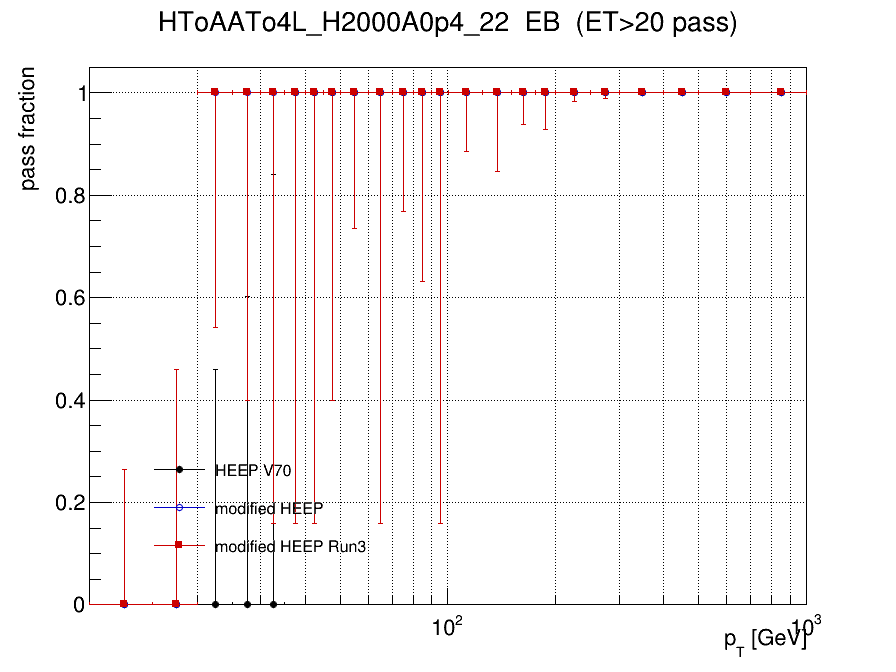 HToAATo4L_H2000A0p4_22 EB (ET>20 pass)
pass fraction
1
0.8
0.6
0.4
0.2
0
HEEP V70
modified HEEP
modified HEEP Run3
10²
10³
p_T [GeV]